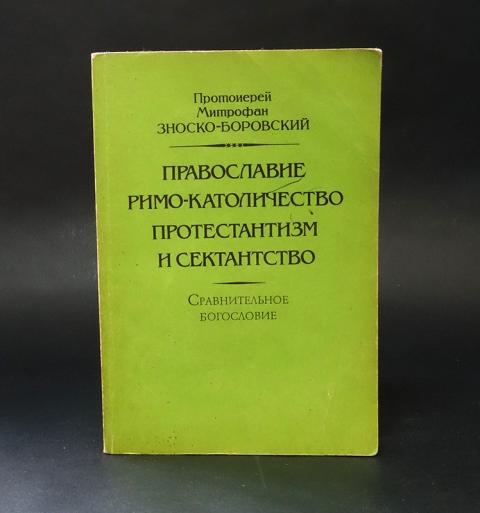 Протоиерей
Митрофан
ЗНОСКО-БОРОВСКИЙ
ПРАВОСЛАВИЕ
РИМО-КАТОЛИЧЕСТВО
ПРОТЕСТАНТИЗМ
И СЕКТАНТСТВО
СРАВНИТЕЛЬНОЕ
БОГОСЛОВИЕ